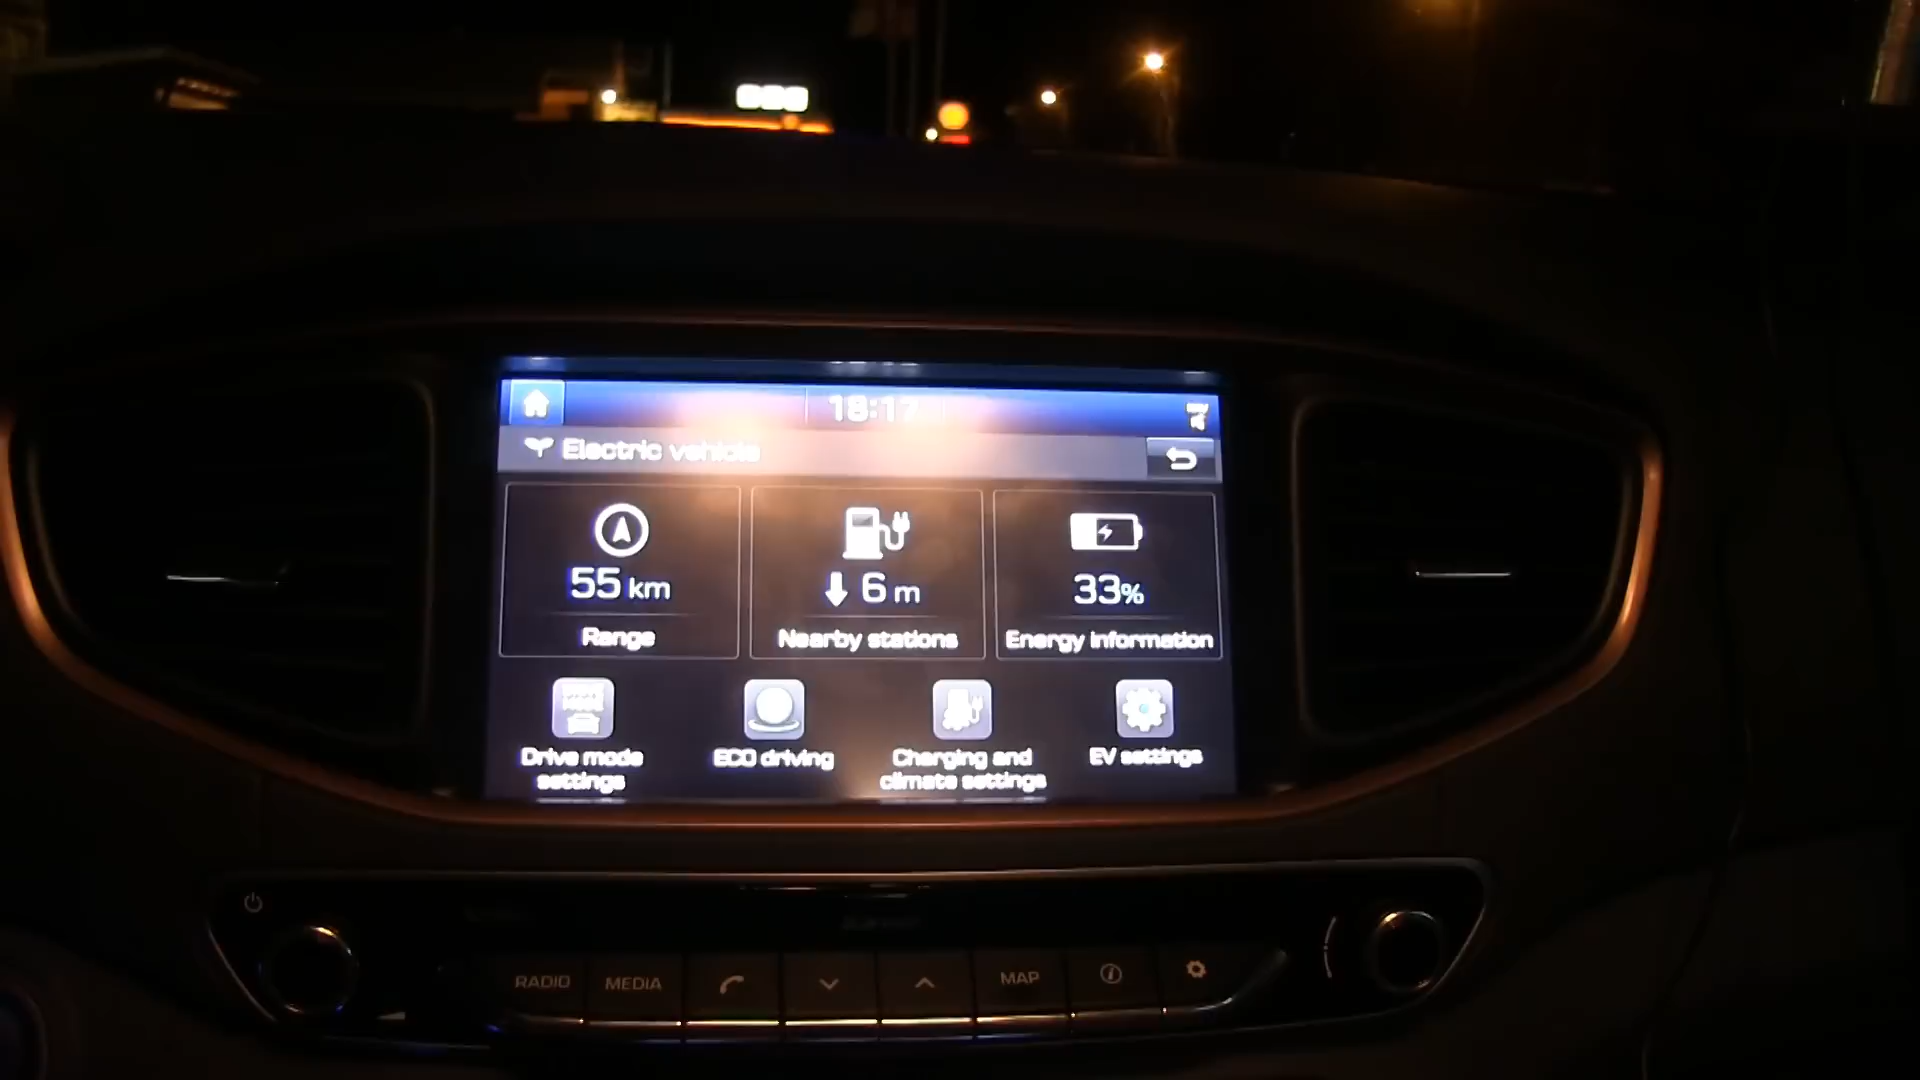 18:17
Electric vehicle
55 km
6 m
33%
Range
Nearby stations
Energy information
Drive mode
settings
ECO driving
Charging and
climate settings
EV settings
RADIO
MEDIA
MAP